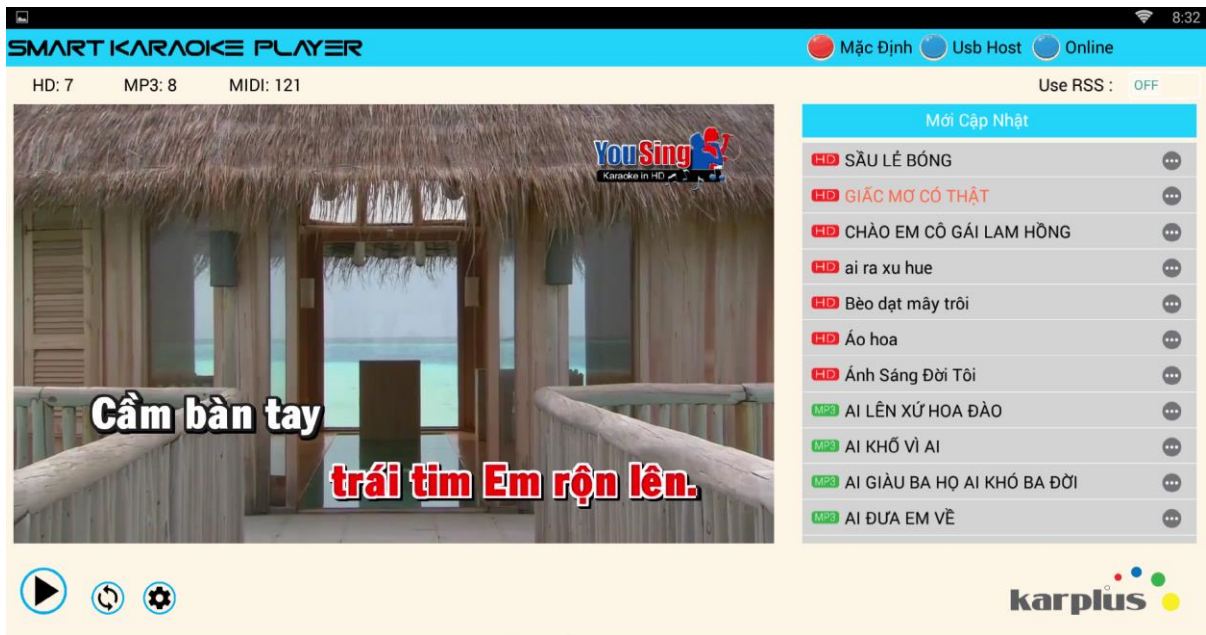 8:32
SMART KARAOKE PLAYER
Mặc Định Usb Host Online
HD: 7 MP3: 8 MIDI: 121
Use RSS : OFF
YouSing
Karaoke in HD
Cầm bàn tay
trái tim Em rộn lên.
Mới Cập Nhật
HD SẦU LẺ BÓNG
HD GIẤC MƠ CÓ THẬT
HD CHÀO EM CÔ GÁI LAM HỒNG
HD ai ra xu hue
HD Bèo dạt mây trôi
HD Áo hoa
HD Ánh Sáng Đời Tôi
MP3 AI LÊN XỨ HOA ĐÀO
MP3 AI KHỔ VÌ AI
MP3 AI GIÀU BA HỌ AI KHÓ BA ĐỜI
MP3 AI ĐƯA EM VỀ
karplus